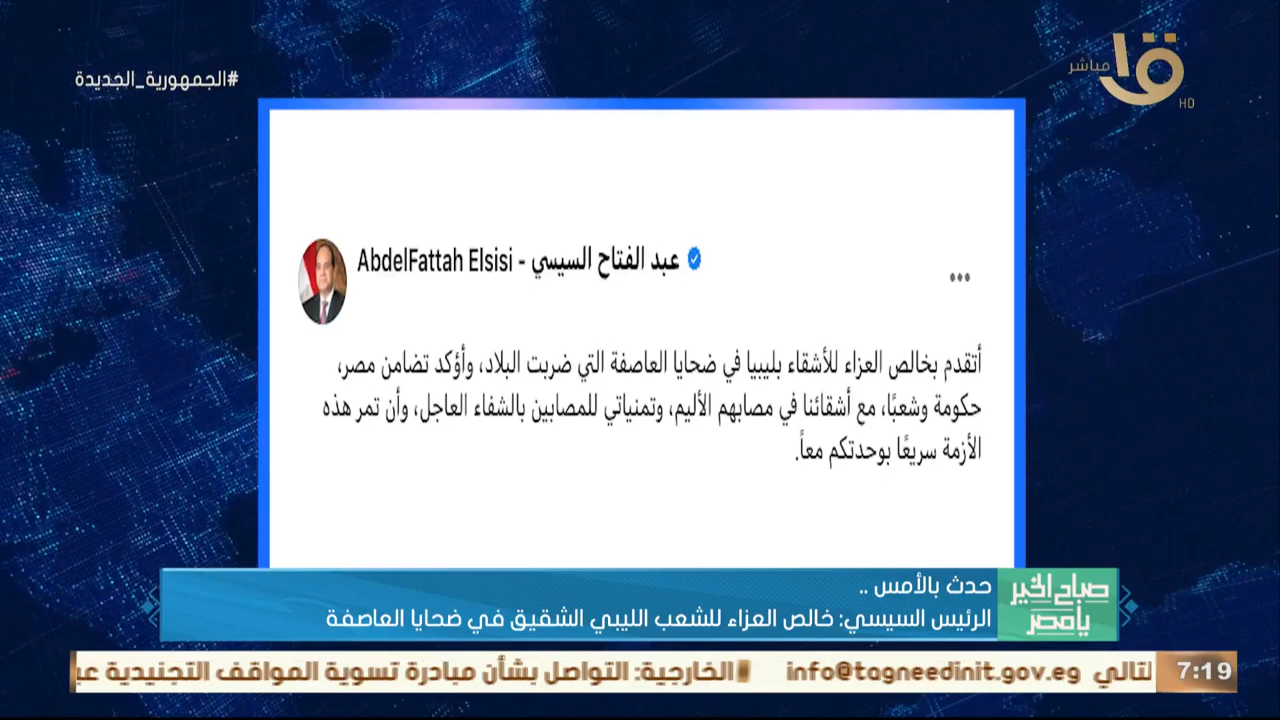 #الجمهورية_الجديدة
مباشر
HD
عبد الفتاح السيسي - AbdelFattah Elsisi
أتقدم بخالص العزاء للأشقاء بليبيا في ضحايا العاصفة التي ضربت البلاد، وأؤكد تضامن مصر،
حكومة وشعبًا، مع أشقائنا في مصابهم الأليم، وتمنياتي للمصابين بالشفاء العاجل، وأن تمر هذه
الأزمة سريعًا بوحدتكم معاً.
صباح الخير
يا مصر
حدث بالأمس ..
الرئيس السيسي: خالص العزاء للشعب الليبي الشقيق في ضحايا العاصفة
7:19
لتالي info@tagneedinit.gov.eg الخارجية: التواصل بشأن مبادرة تسوية المواقف التجنيدية عبر